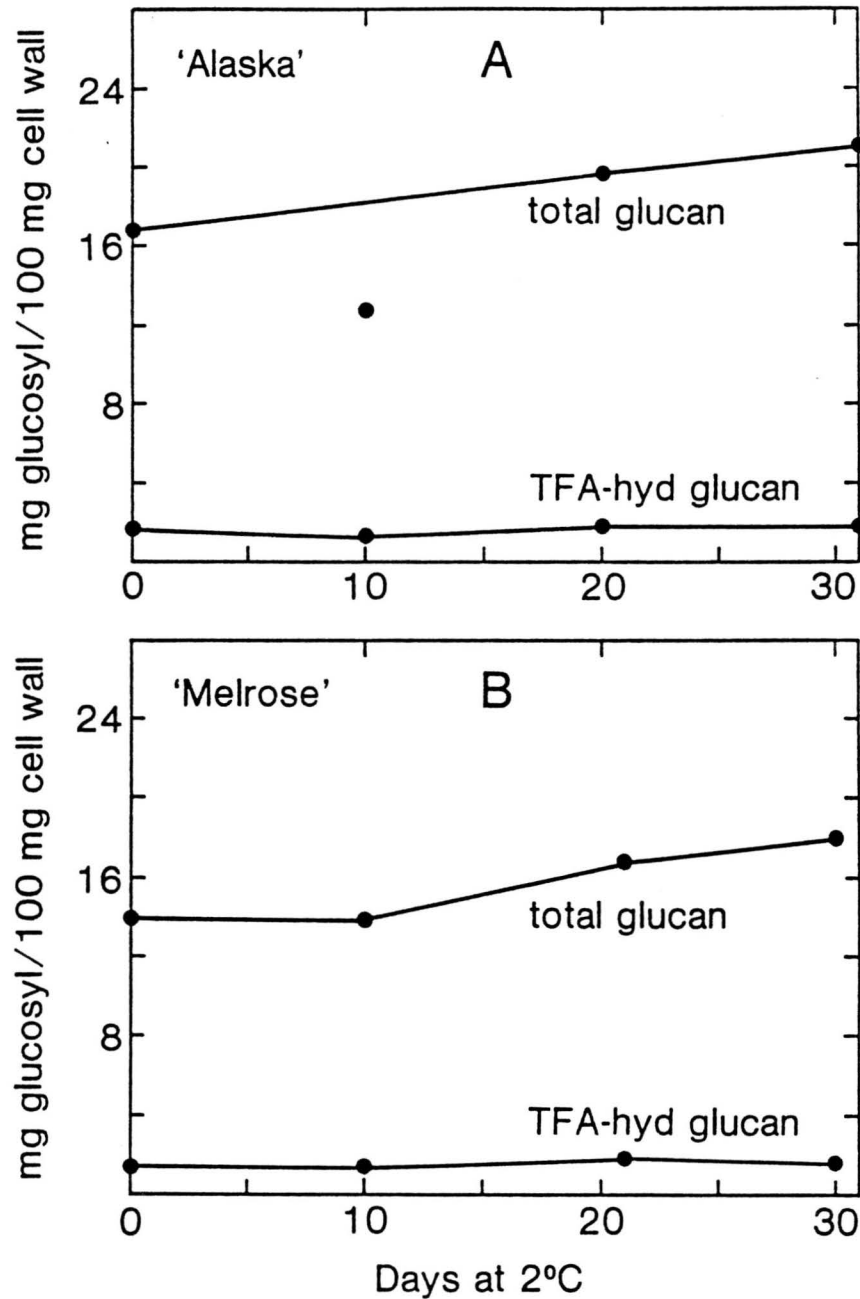 'Alaska'
A
24
16
8
total glucan
TFA-hyd glucan
0
10
20
30
mg glucosyl/100 mg cell wall
'Melrose'
B
24
16
8
total glucan
TFA-hyd glucan
0
10
20
30
mg glucosyl/100 mg cell wall
Days at 2ºC